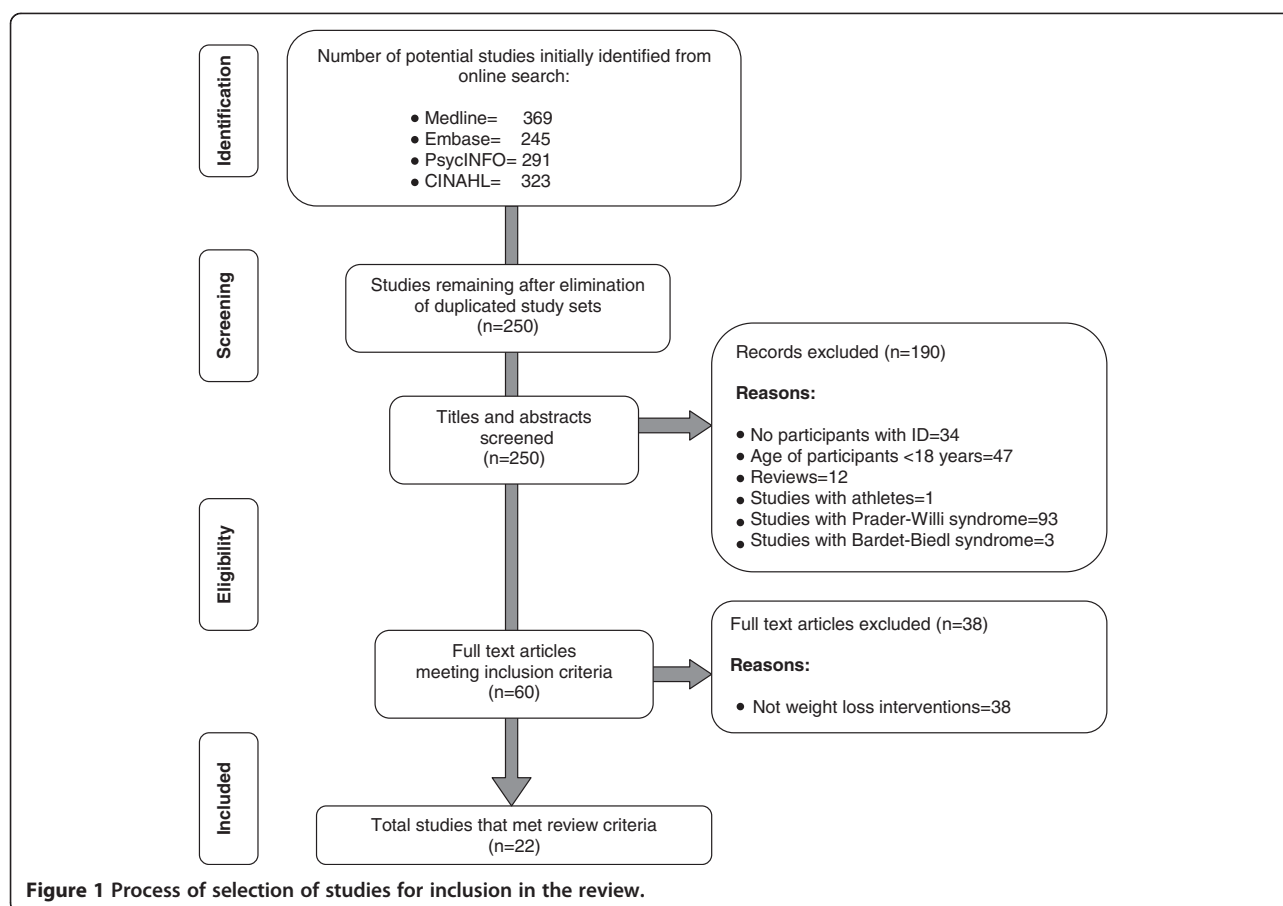 Identification
Number of potential studies initially identified from
online search:
● Medline= 369
● Embase= 245
● PsycINFO= 291
● CINAHL= 323
Screening
Studies remaining after elimination
of duplicated study sets
(n=250)
Titles and abstracts
screened
(n=250)
Records excluded (n=190)
Reasons:
● No participants with ID=34
● Age of participants <18 years=47
● Reviews=12
● Studies with athletes=1
● Studies with Prader-Willi syndrome=93
● Studies with Bardet-Biedl syndrome=3
Eligibility
Full text articles
meeting inclusion criteria
(n=60)
Full text articles excluded (n=38)
Reasons:
● Not weight loss interventions=38
Included
Total studies that met review criteria
(n=22)
Figure 1 Process of selection of studies for inclusion in the review.